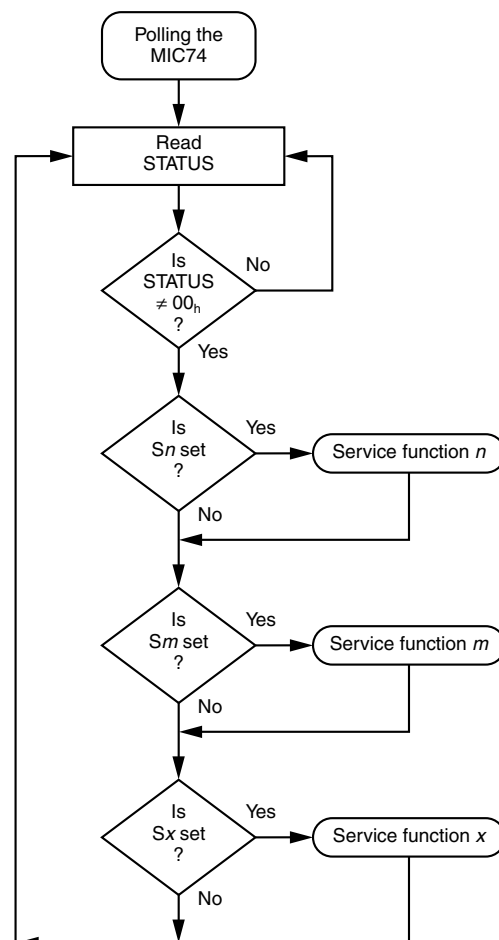 Polling the
MIC74
Read
STATUS
Is
STATUS
≠ 00h
?
No
Yes
Is
Sn set
?
Yes
Service function n
No
Is
Sm set
?
Yes
Service function m
No
Is
Sx set
?
Yes
Service function x
No